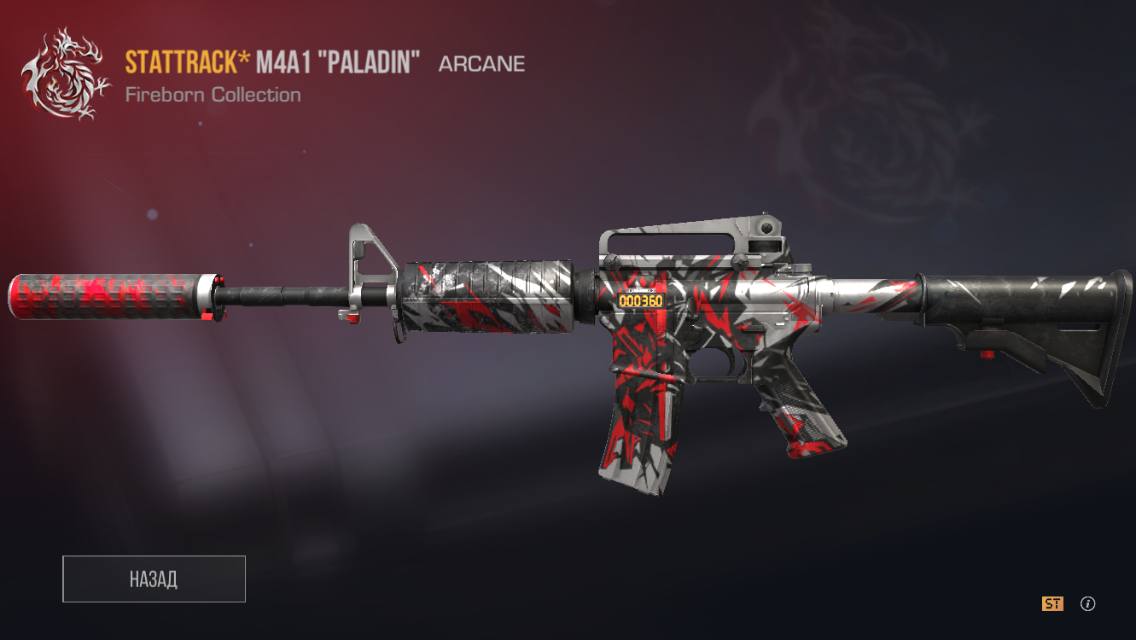 STATTRACK* M4A1 "PALADIN" ARCANE
Fireborn Collection
000360
НАЗАД
ST i